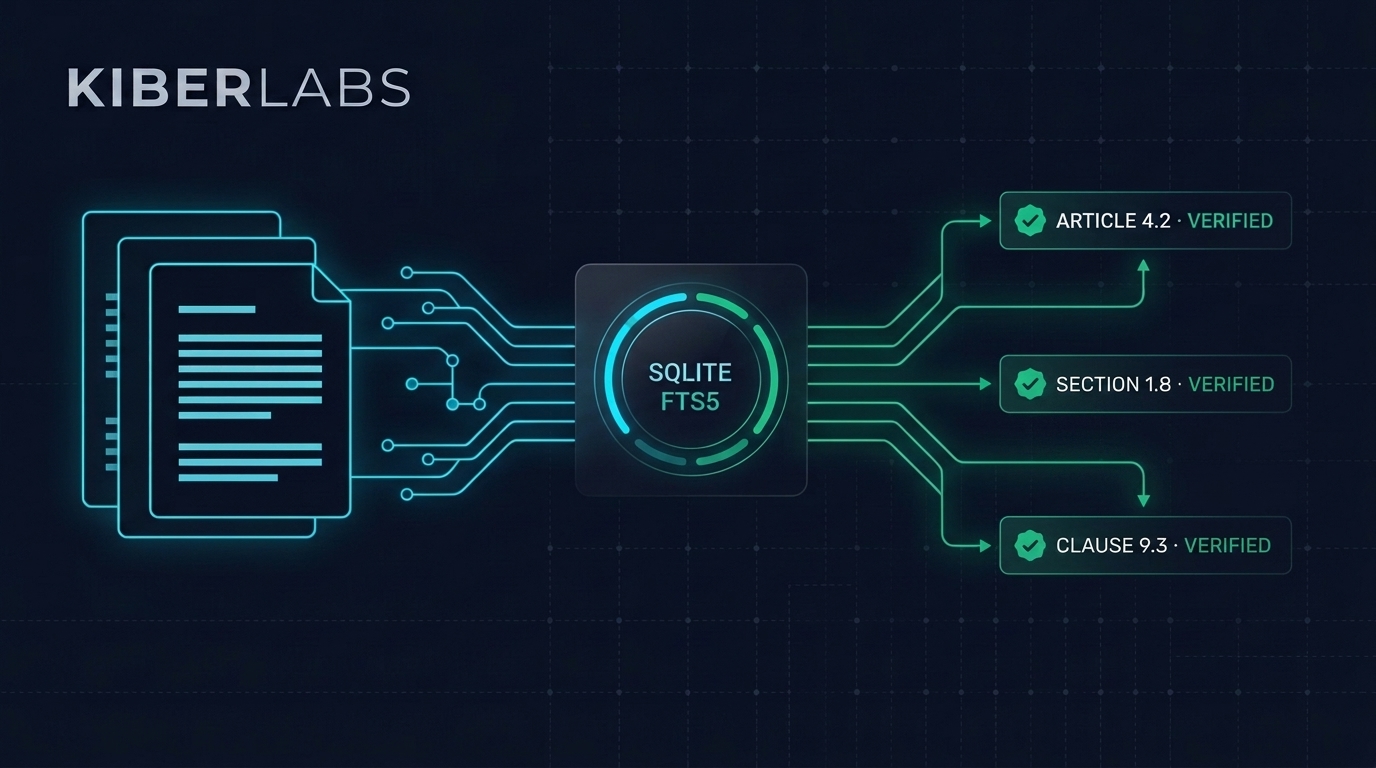 KIBERLABS
SQLITE
FTS5
ARTICLE 4.2 · VERIFIED
SECTION 1.8 · VERIFIED
CLAUSE 9.3 · VERIFIED